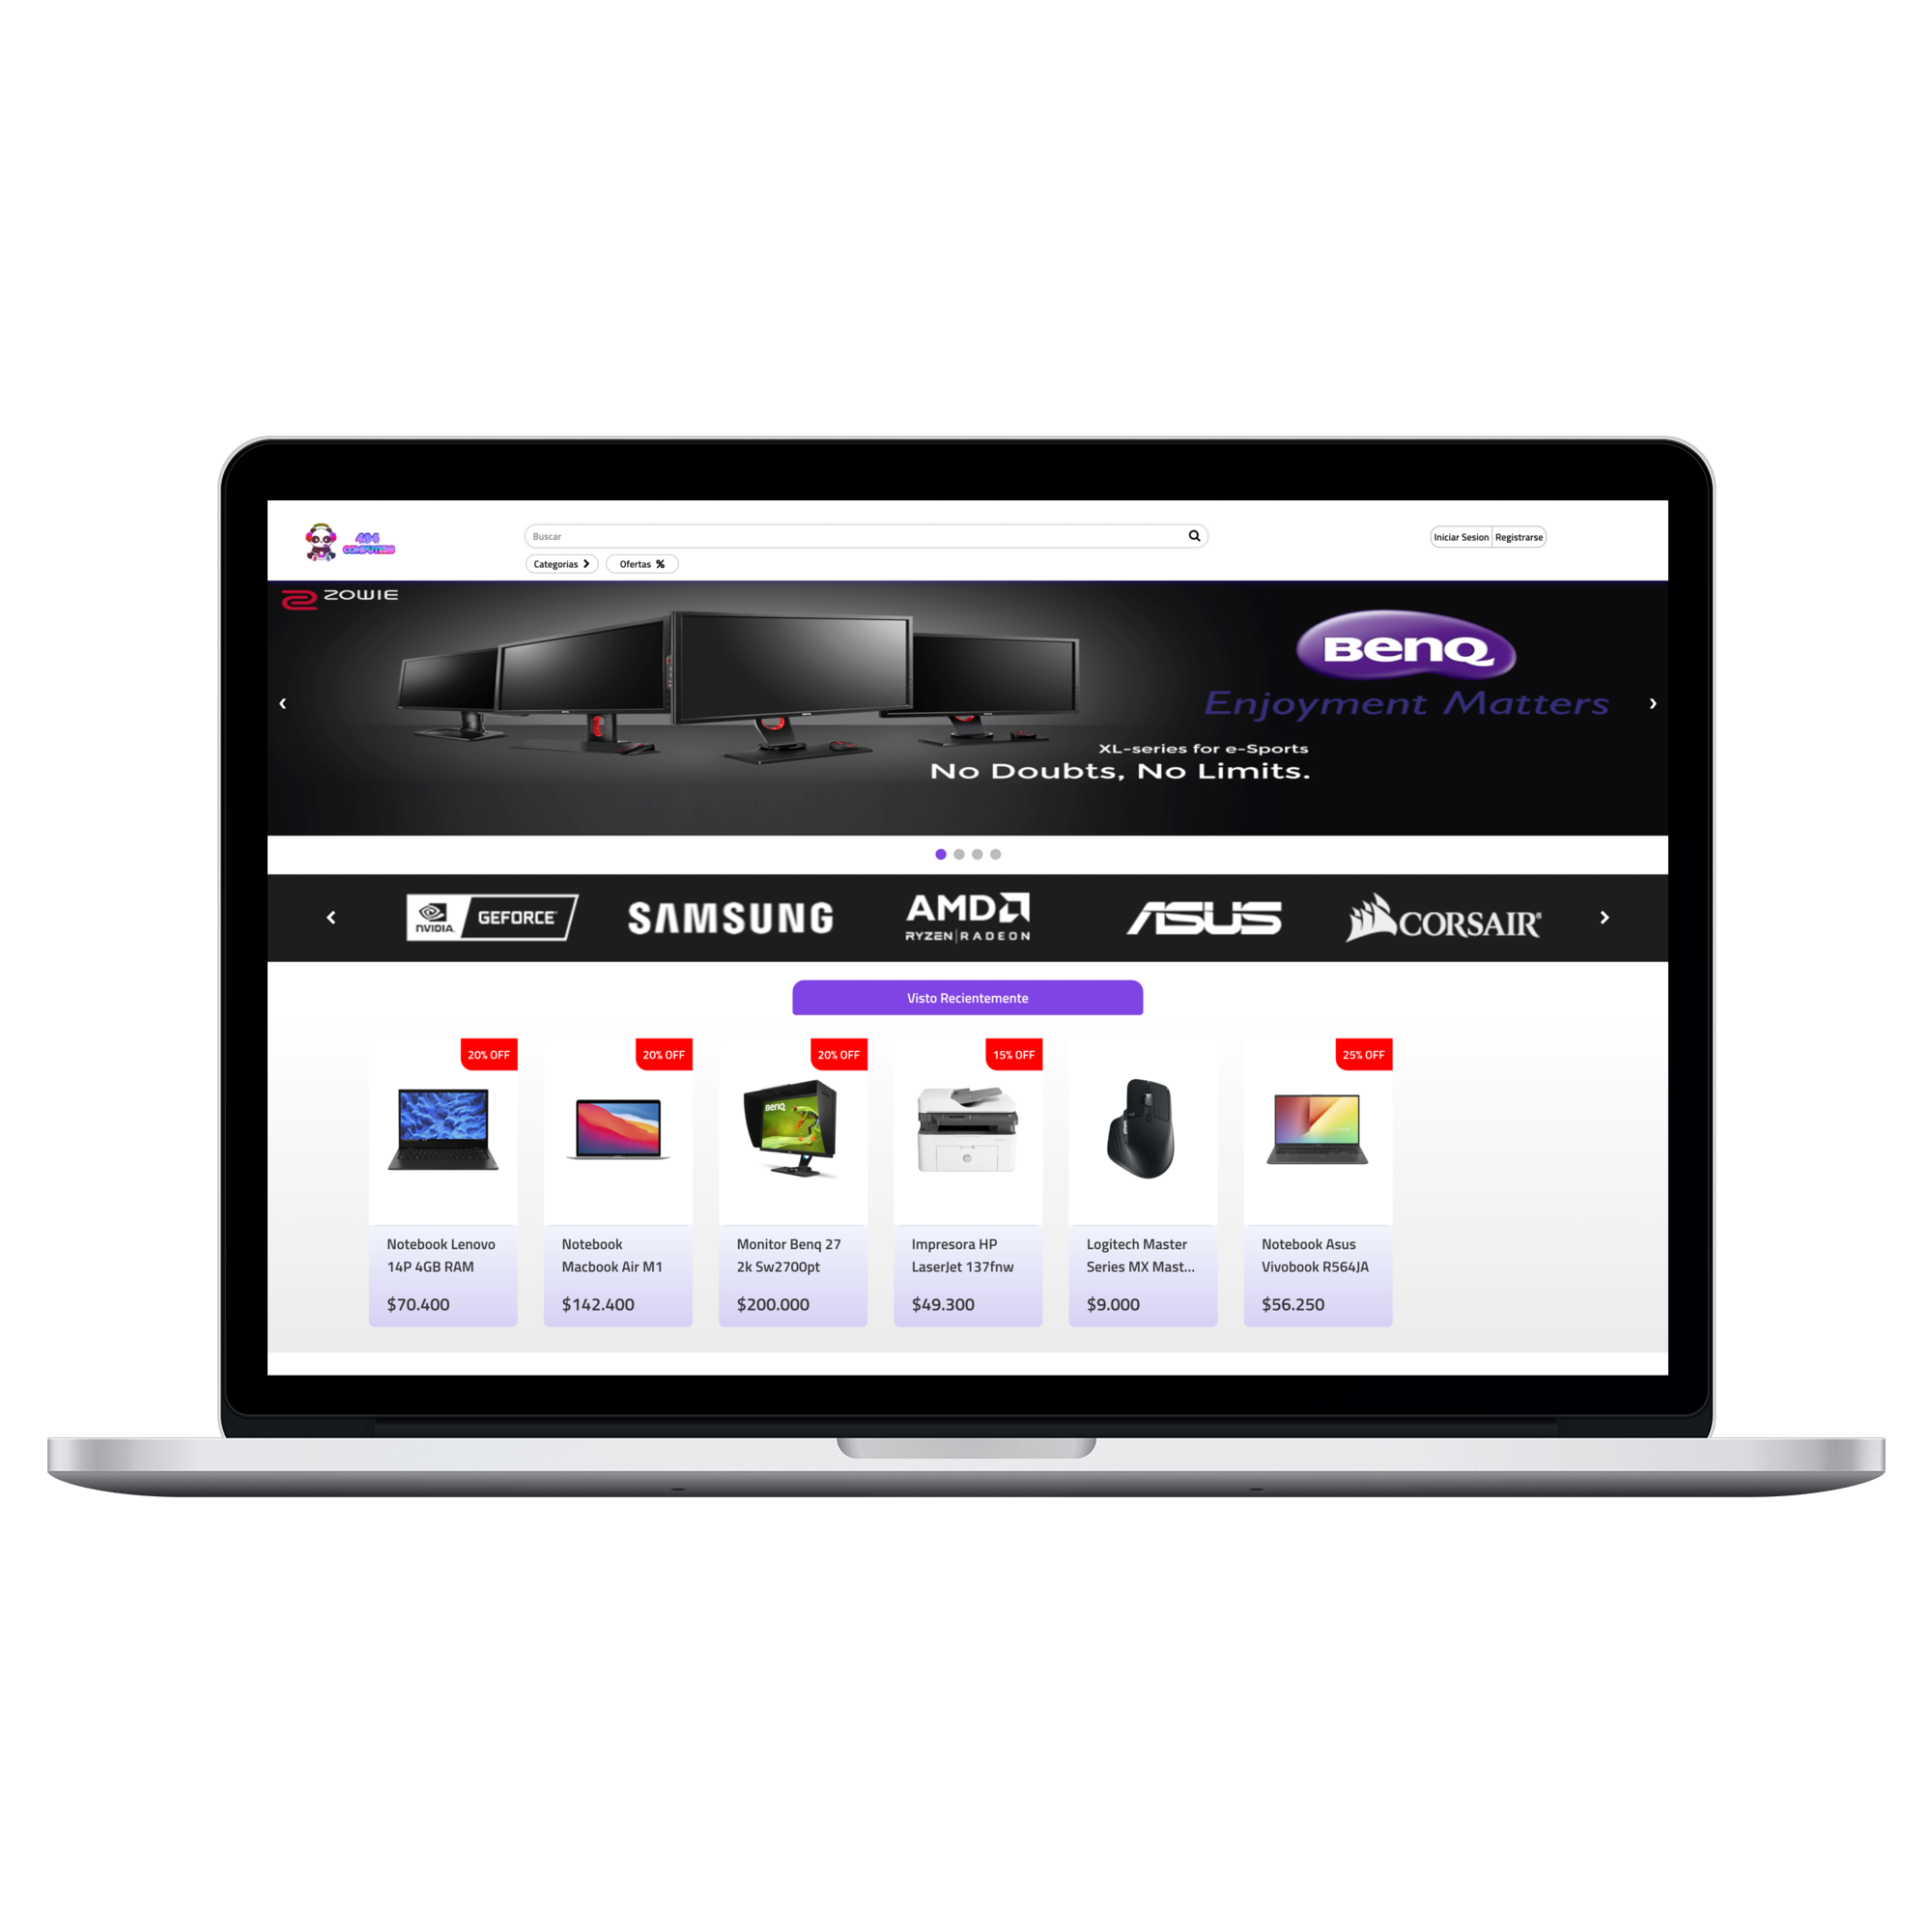 404
COMPUTERS
Buscar
Iniciar Sesion
Registrarse
Categorias
Ofertas %
ZOWIE
BenQ
Enjoyment Matters
XL-series for e-Sports
No Doubts, No Limits.
NVIDIA.
GEFORCE
SAMSUNG
AMD
RYZEN | RADEON
ASUS
CORSAIR
Visto Recientemente
20% OFF
20% OFF
20% OFF
15% OFF
25% OFF
BenQ
Notebook Lenovo
14P 4GB RAM
$70.400
Notebook
Macbook Air M1
$142.400
Monitor Benq 27
2k Sw2700pt
$200.000
Impresora HP
LaserJet 137fnw
$49.300
Logitech Master
Series MX Mast...
$9.000
Notebook Asus
Vivobook R564JA
$56.250